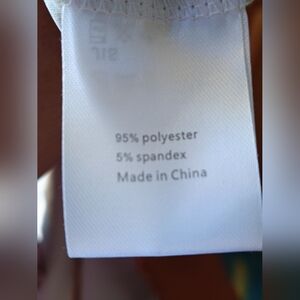 95% polyester
5% spandex
Made in China